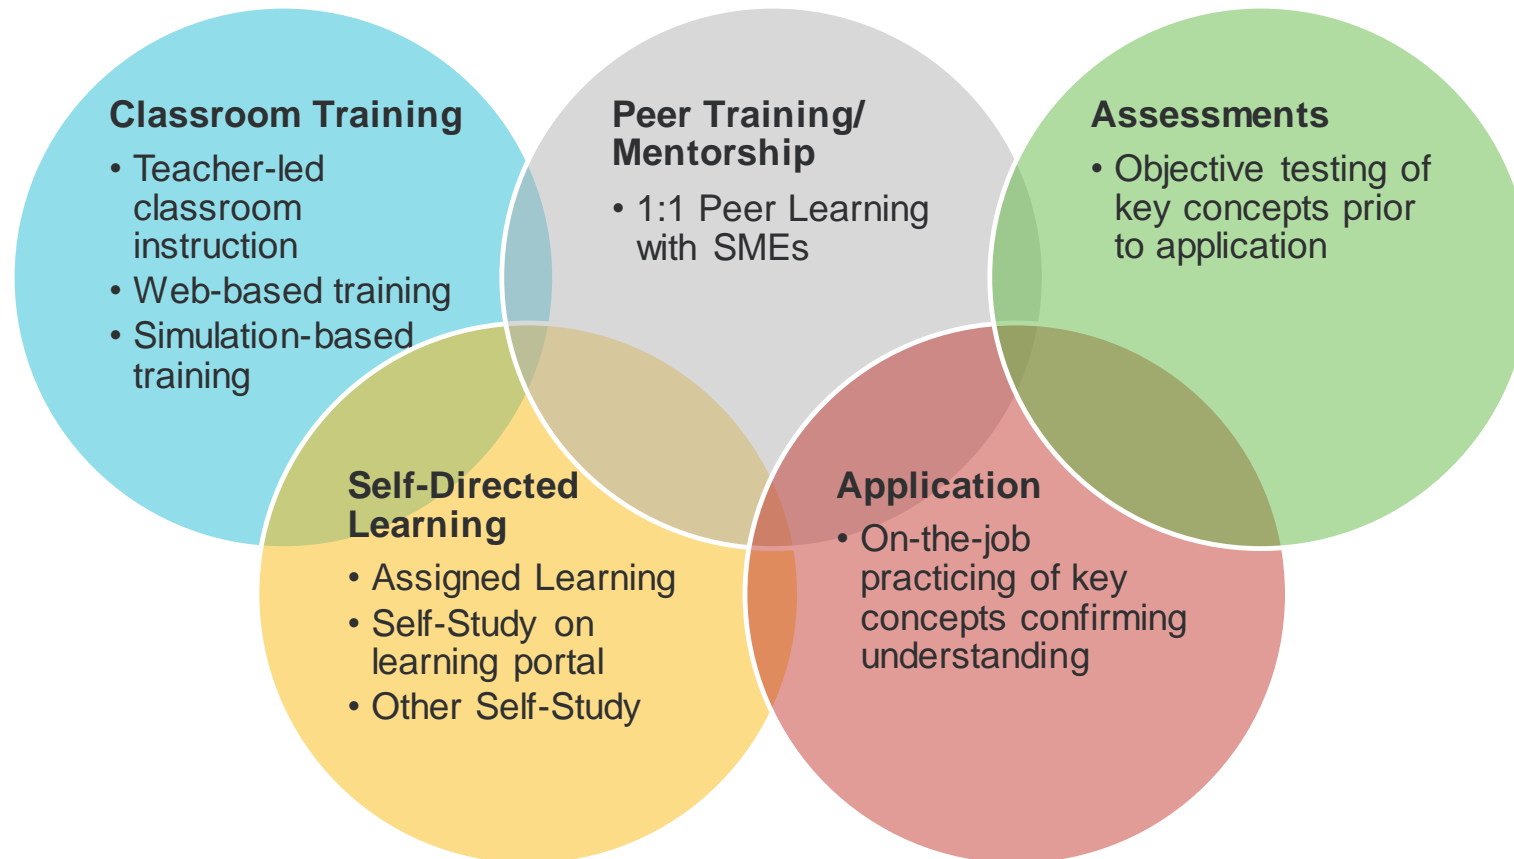 Classroom Training
• Teacher-led
classroom
instruction
• Web-based training
• Simulation-based
training
Peer Training/
Mentorship
• 1:1 Peer Learning
with SMEs
Assessments
• Objective testing of
key concepts prior
to application
Self-Directed
Learning
• Assigned Learning
• Self-Study on
learning portal
• Other Self-Study
Application
• On-the-job
practicing of key
concepts confirming
understanding